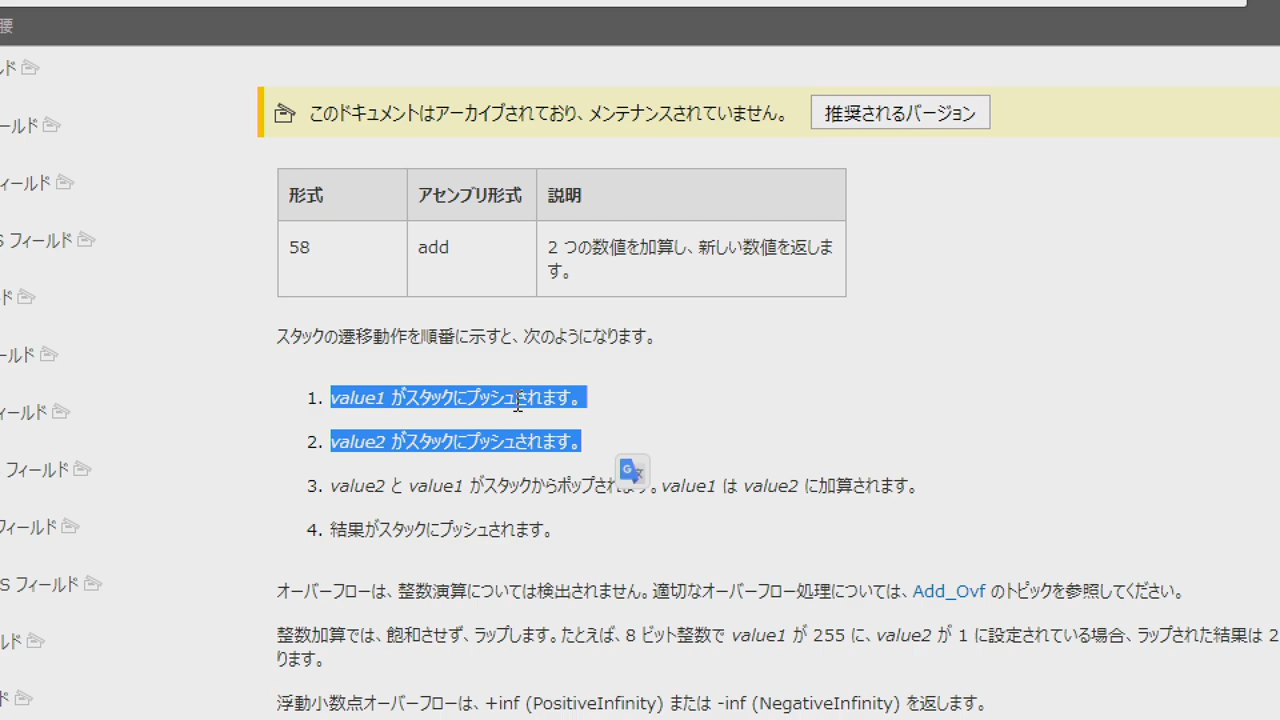 腰
ルド
ールド
ィールド
S フィールド
ド
ールド
ィールド
フィールド
フィールド
S フィールド
ルド
ド
このドキュメントはアーカイブされており、メンテナンスされていません。 推奨されるバージョン
形式 アセンブリ形式 説明
58 add 2 つの数値を加算し、新しい数値を返しま
す。
スタックの遷移動作を順番に示すと、次のようになります。
1. value1 がスタックにプッシュされます。
2. value2 がスタックにプッシュされます。
3. value2 と value1 がスタックからポップされ 。value1 は value2 に加算されます。
4. 結果がスタックにプッシュされます。
オーバーフローは、整数演算については検出されません。適切なオーバーフロー処理については、Add_Ovf のトピックを参照してください。
整数加算では、飽和させず、ラップします。たとえば、8 ビット整数で value1 が 255 に、value2 が 1 に設定されている場合、ラップされた結果は 2
ります。
浮動小数点オーバーフローは、+inf (PositiveInfinity) または -inf (NegativeInfinity) を返します。